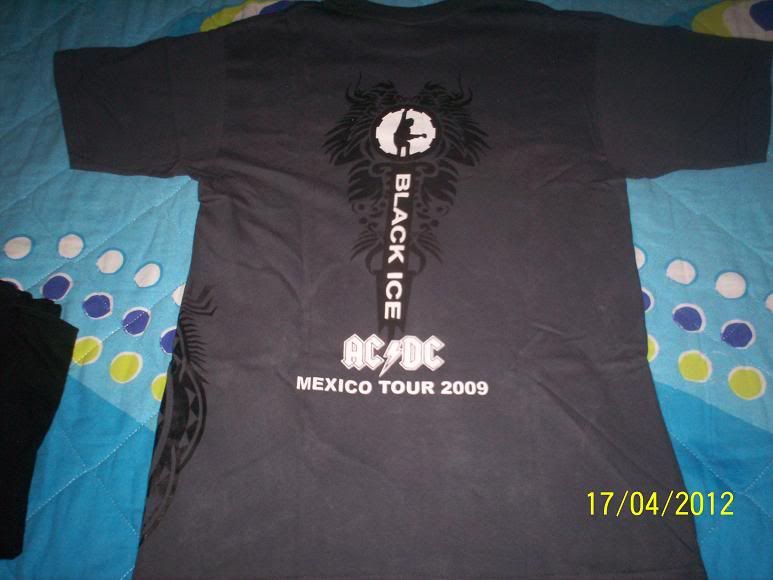 BLACK ICE
AC/DC
MEXICO TOUR 2009
17/04/2012